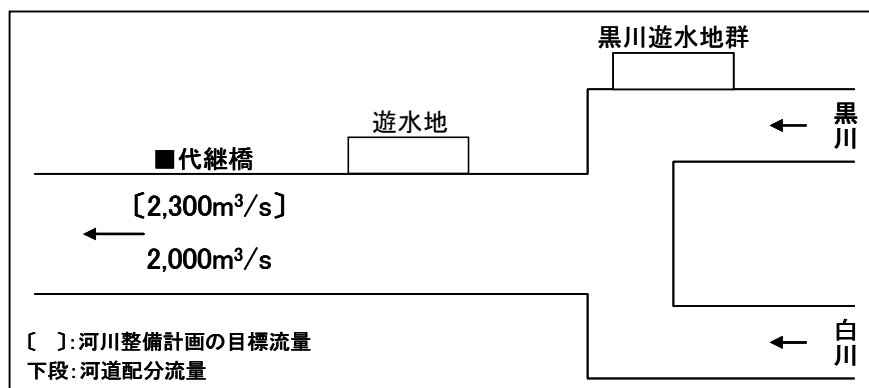 黒川遊水地群
遊水地
黒川
■代継橋
〔2,300m³/s〕
2,000m³/s
〔 〕:河川整備計画の目標流量
下段:河道配分流量
白川